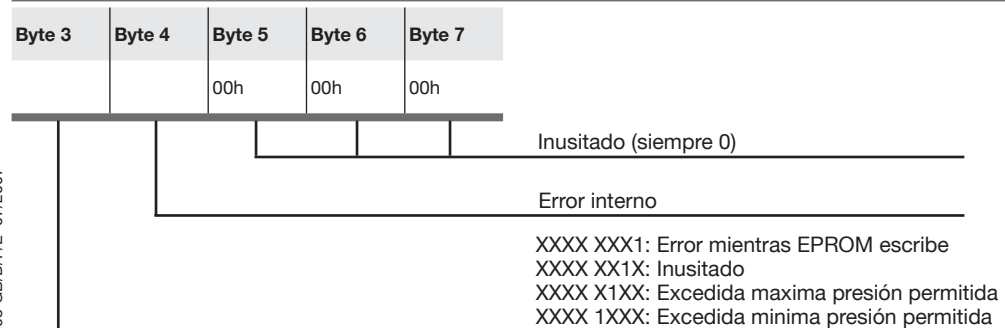 Byte 3 Byte 4 Byte 5 Byte 6 Byte 7
00h 00h 00h
Inusitado (siempre 0)
Error interno
XXXX XXX1: Error mientras EPROM escribe
XXXX XX1X: Inusitado
XXXX X1XX: Excedida maxima presión permitida
XXXX 1XXX: Excedida minima presión permitida